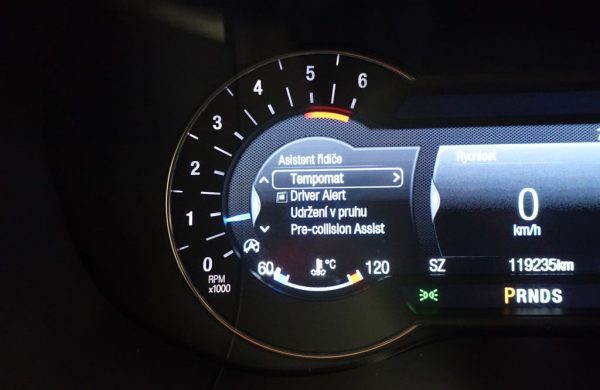 6
5
4
3
2
1
0
RPM
x1000
Asistent řidiče
Tempomat
Driver Alert
Udržení v pruhu
Pre-collision Assist
60 °C 120
Rychlost
0
km/h
SZ 119235km
PRNDS